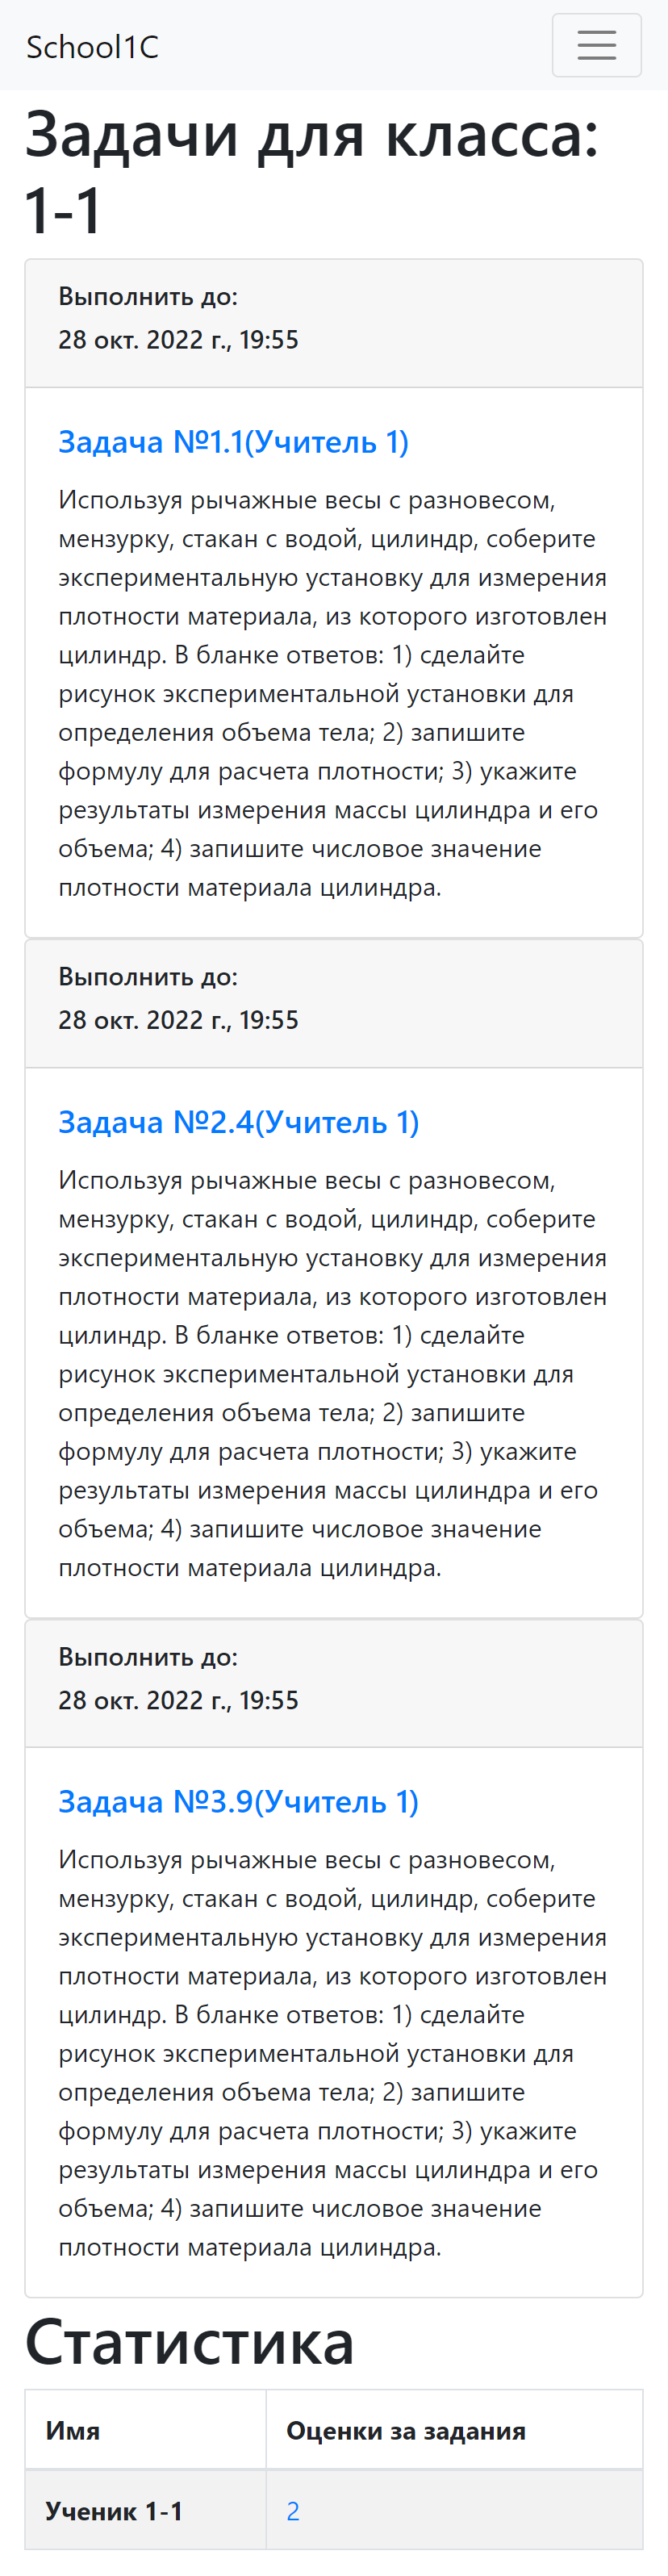 School1C
Задачи для класса:
1-1
Выполнить до:
28 окт. 2022 г., 19:55
Задача №1.1(Учитель 1)
Используя рычажные весы с разновесом,
мензурку, стакан с водой, цилиндр, соберите
экспериментальную установку для измерения
плотности материала, из которого изготовлен
цилиндр. В бланке ответов: 1) сделайте
рисунок экспериментальной установки для
определения объема тела; 2) запишите
формулу для расчета плотности; 3) укажите
результаты измерения массы цилиндра и его
объема; 4) запишите числовое значение
плотности материала цилиндра.
Выполнить до:
28 окт. 2022 г., 19:55
Задача №2.4(Учитель 1)
Используя рычажные весы с разновесом,
мензурку, стакан с водой, цилиндр, соберите
экспериментальную установку для измерения
плотности материала, из которого изготовлен
цилиндр. В бланке ответов: 1) сделайте
рисунок экспериментальной установки для
определения объема тела; 2) запишите
формулу для расчета плотности; 3) укажите
результаты измерения массы цилиндра и его
объема; 4) запишите числовое значение
плотности материала цилиндра.
Выполнить до:
28 окт. 2022 г., 19:55
Задача №3.9(Учитель 1)
Используя рычажные весы с разновесом,
мензурку, стакан с водой, цилиндр, соберите
экспериментальную установку для измерения
плотности материала, из которого изготовлен
цилиндр. В бланке ответов: 1) сделайте
рисунок экспериментальной установки для
определения объема тела; 2) запишите
формулу для расчета плотности; 3) укажите
результаты измерения массы цилиндра и его
объема; 4) запишите числовое значение
плотности материала цилиндра.
Статистика
Имя Оценки за задания
Ученик 1-1 2